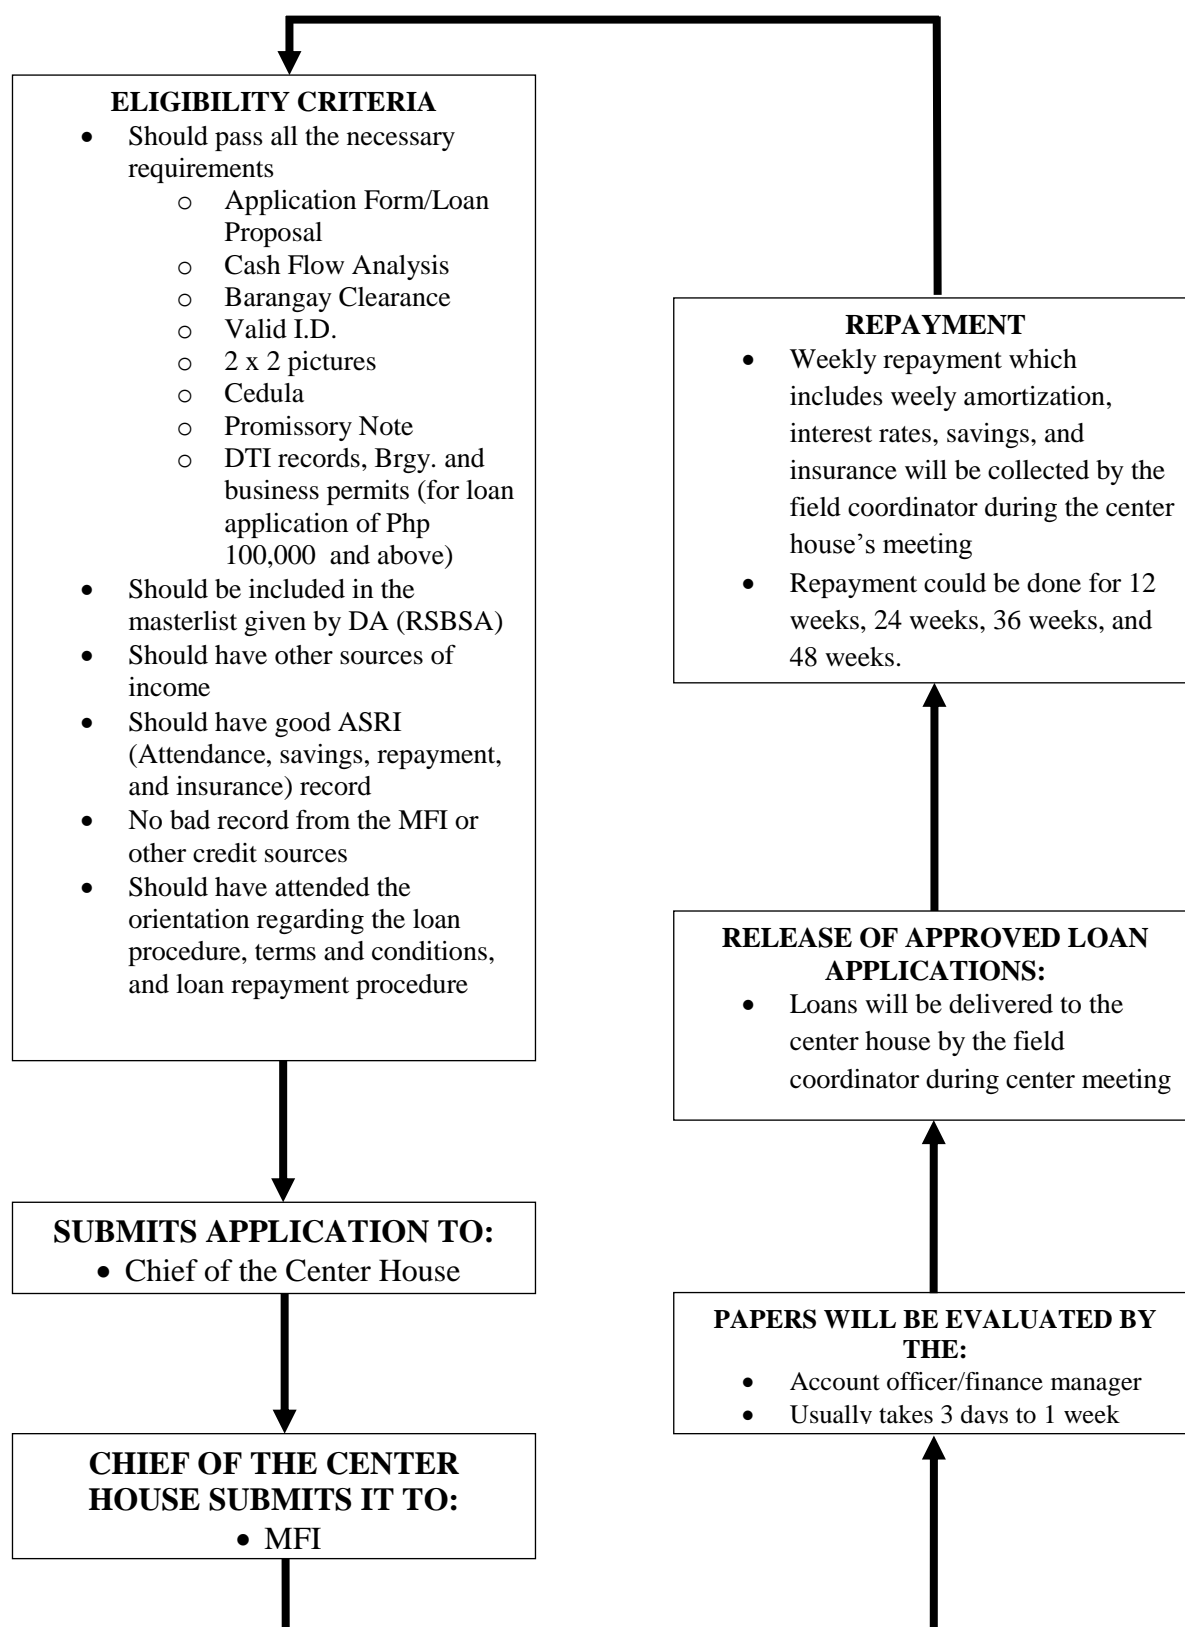 ELIGIBILITY CRITERIA
• Should pass all the necessary
requirements
o Application Form/Loan
Proposal
o Cash Flow Analysis
o Barangay Clearance
o Valid I.D.
o 2 x 2 pictures
o Cedula
o Promissory Note
o DTI records, Brgy. and
business permits (for loan
application of Php
100,000 and above)
• Should be included in the
masterlist given by DA (RSBSA)
• Should have other sources of
income
• Should have good ASRI
(Attendance, savings, repayment,
and insurance) record
• No bad record from the MFI or
other credit sources
• Should have attended the
orientation regarding the loan
procedure, terms and conditions,
and loan repayment procedure
SUBMITS APPLICATION TO:
• Chief of the Center House
CHIEF OF THE CENTER
HOUSE SUBMITS IT TO:
• MFI
PAPERS WILL BE EVALUATED BY
THE:
• Account officer/finance manager
• Usually takes 3 days to 1 week
RELEASE OF APPROVED LOAN
APPLICATIONS:
• Loans will be delivered to the
center house by the field
coordinator during center meeting
REPAYMENT
• Weekly repayment which
includes weely amortization,
interest rates, savings, and
insurance will be collected by the
field coordinator during the center
house’s meeting
• Repayment could be done for 12
weeks, 24 weeks, 36 weeks, and
48 weeks.